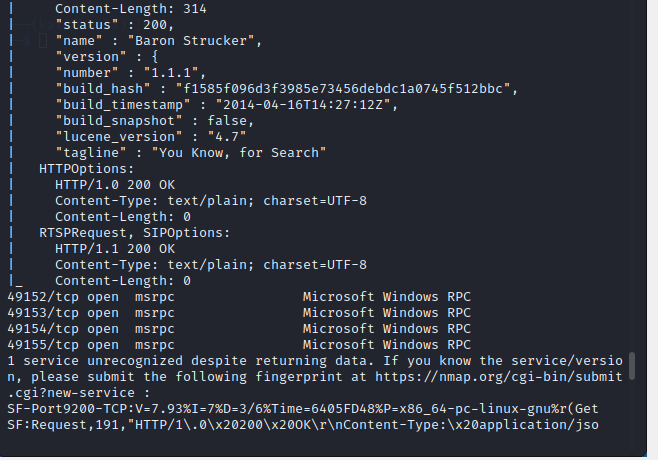 |     Content-Length: 314
|     "status" : 200,
|     "name" : "Baron Strucker",
|     "version" : {
|     "number" : "1.1.1",
|     "build_hash" : "f1585f096d3f3985e73456debdc1a0745f512bbc",
|     "build_timestamp" : "2014-04-16T14:27:12Z",
|     "build_snapshot" : false,
|     "lucene_version" : "4.7"
|     "tagline" : "You Know, for Search"
|   HTTPOptions:
|     HTTP/1.0 200 OK
|     Content-Type: text/plain; charset=UTF-8
|     Content-Length: 0
|   RTSPRequest, SIPOptions:
|     HTTP/1.1 200 OK
|     Content-Type: text/plain; charset=UTF-8
|_    Content-Length: 0
49152/tcp open  msrpc                Microsoft Windows RPC
49153/tcp open  msrpc                Microsoft Windows RPC
49154/tcp open  msrpc                Microsoft Windows RPC
49155/tcp open  msrpc                Microsoft Windows RPC
1 service unrecognized despite returning data. If you know the service/versio
n, please submit the following fingerprint at https://nmap.org/cgi-bin/submit
.cgi?new-service :
SF-Port9200-TCP:V=7.93%I=7%D=3/6%Time=6405FD48%P=x86_64-pc-linux-gnu%r(Get
SF:Request,191,"HTTP/1\.0\x20200\x20OK\r\nContent-Type:\x20application/jso